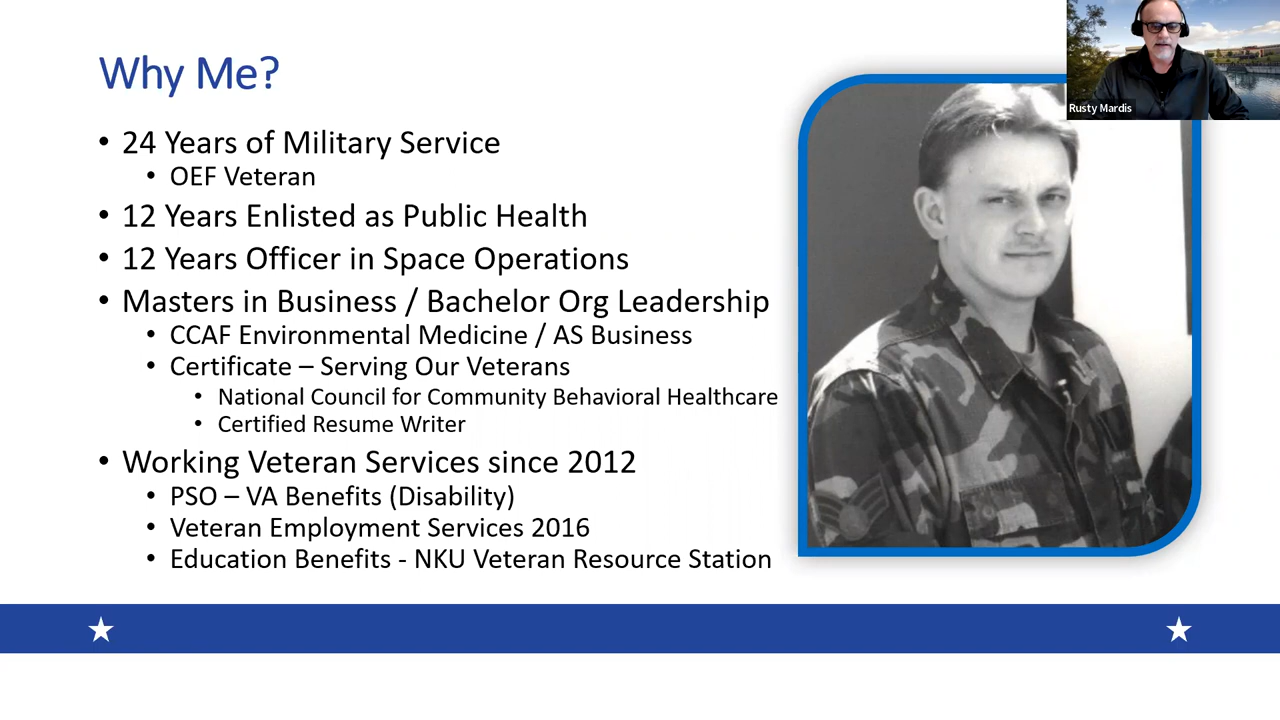 Why Me?
• 24 Years of Military Service
• OEF Veteran
• 12 Years Enlisted as Public Health
• 12 Years Officer in Space Operations
• Masters in Business / Bachelor Org Leadership
• CCAF Environmental Medicine / AS Business
• Certificate – Serving Our Veterans
• National Council for Community Behavioral Healthcare
• Certified Resume Writer
• Working Veteran Services since 2012
• PSO – VA Benefits (Disability)
• Veteran Employment Services 2016
• Education Benefits - NKU Veteran Resource Station
Rusty Mardis